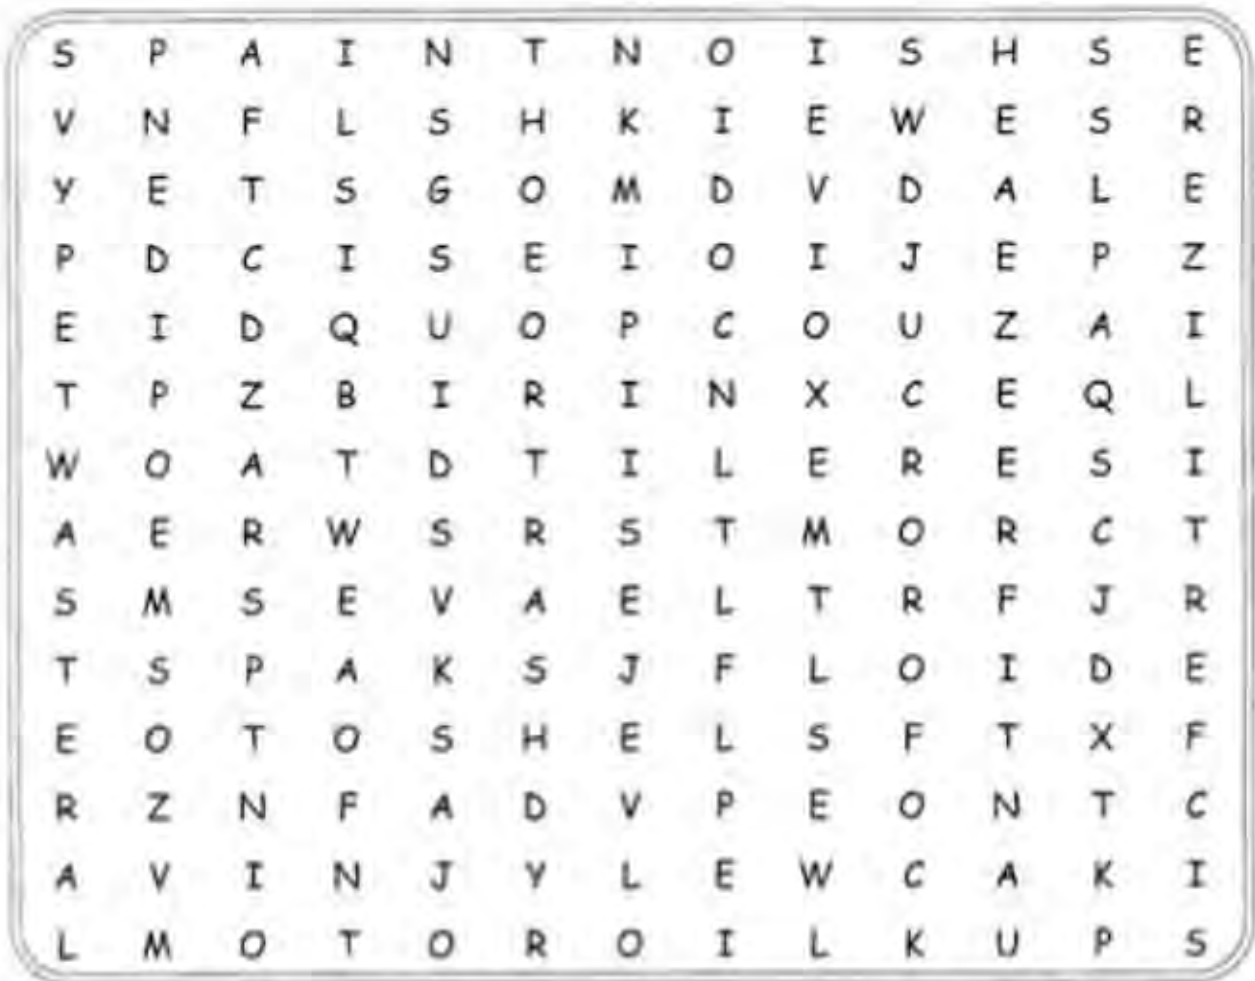 S P A I N T N O I S H S E
V N F L S H K I E W E S R
Y E T S G O M D V D A L E
P D C I S E I O I J E P Z
E I D Q U O P C O U Z A I
T P Z B I R I N X C E Q L
W O A T D T I L E R E S I
A E R W S R S T M O R C T
S M S E V A E L T R F J R
T S P A K S J F L O I D E
E O T O S H E L S F T X F
R Z N F A D V P E O N T C
A V I N J Y L E W C A K I
L M O T O R O I L K U P S